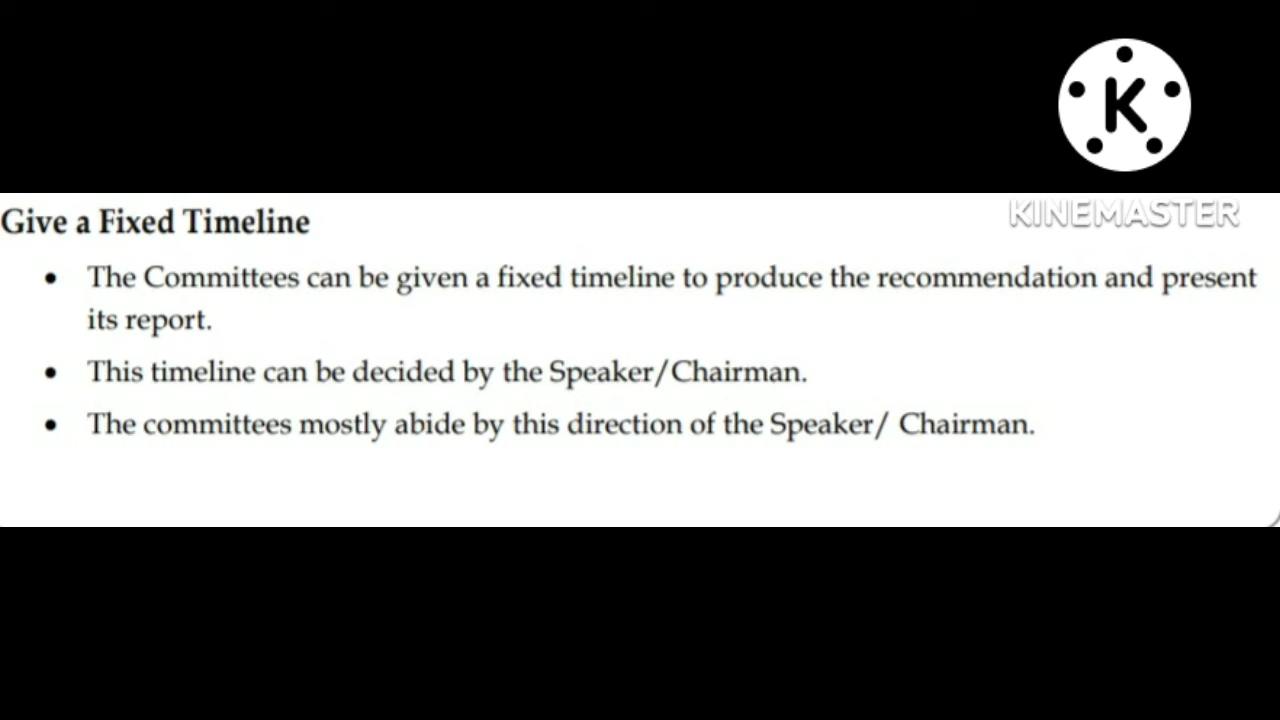 K
KINEMASTER
Give a Fixed Timeline
• The Committees can be given a fixed timeline to produce the recommendation and present
its report.
• This timeline can be decided by the Speaker/Chairman.
• The committees mostly abide by this direction of the Speaker/ Chairman.